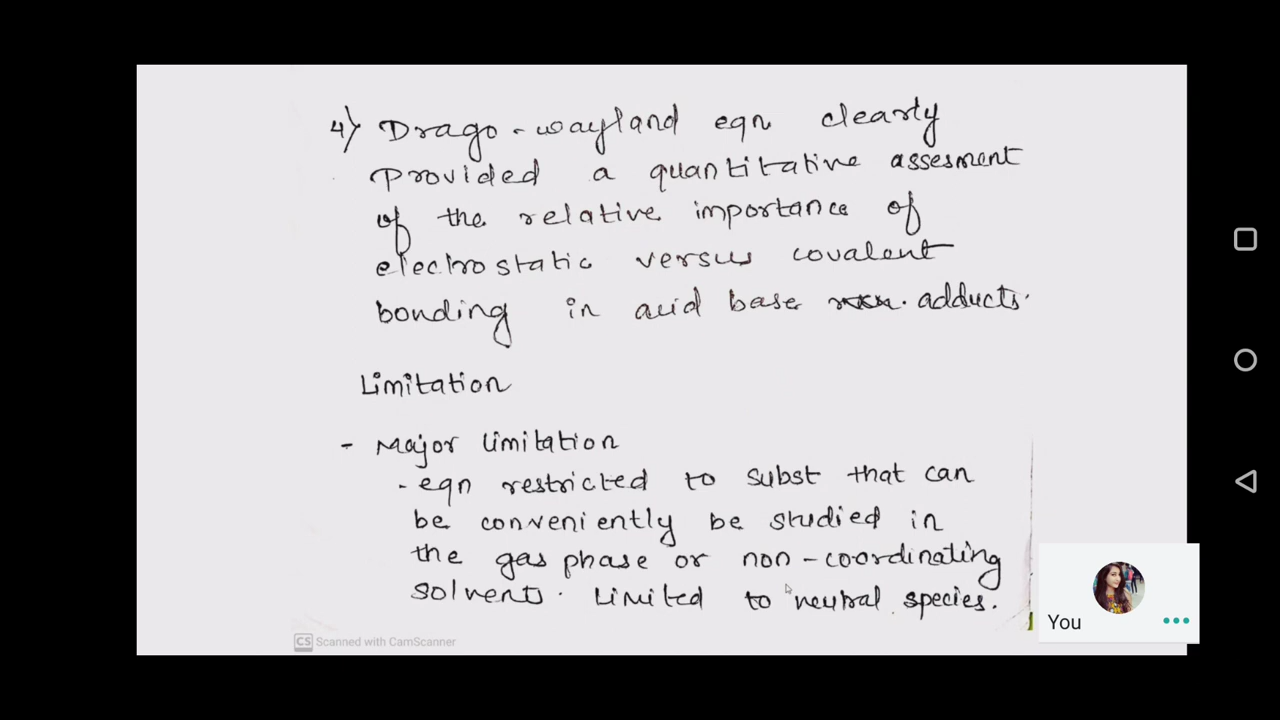 4) Drago-wayland eqn clearly
Provided a quantitative assesment
of the relative importance of
electrostatic versus covalent
bonding in acid base adducts.
Limitation
- Major limitation
- eqn restricted to subst that can
be conveniently be studied in
the gas phase or non-coordinating
solvents. Limited to neutral species.
You
CS Scanned with CamScanner